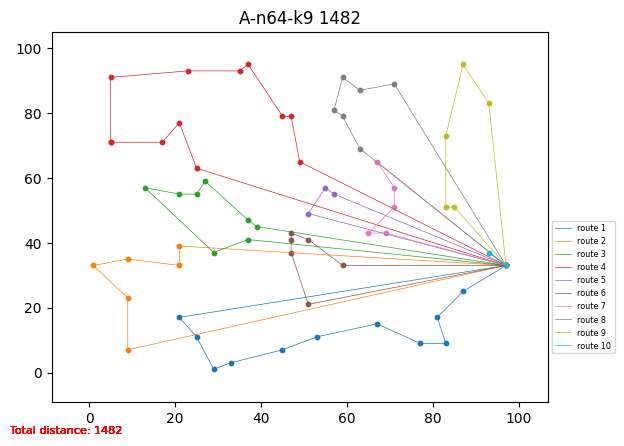 A-n64-k9 1482
100
80
60
40
20
0
0 20 40 60 80 100
route 1
route 2
route 3
route 4
route 5
route 6
route 7
route 8
route 9
route 10
Total distance: 1482